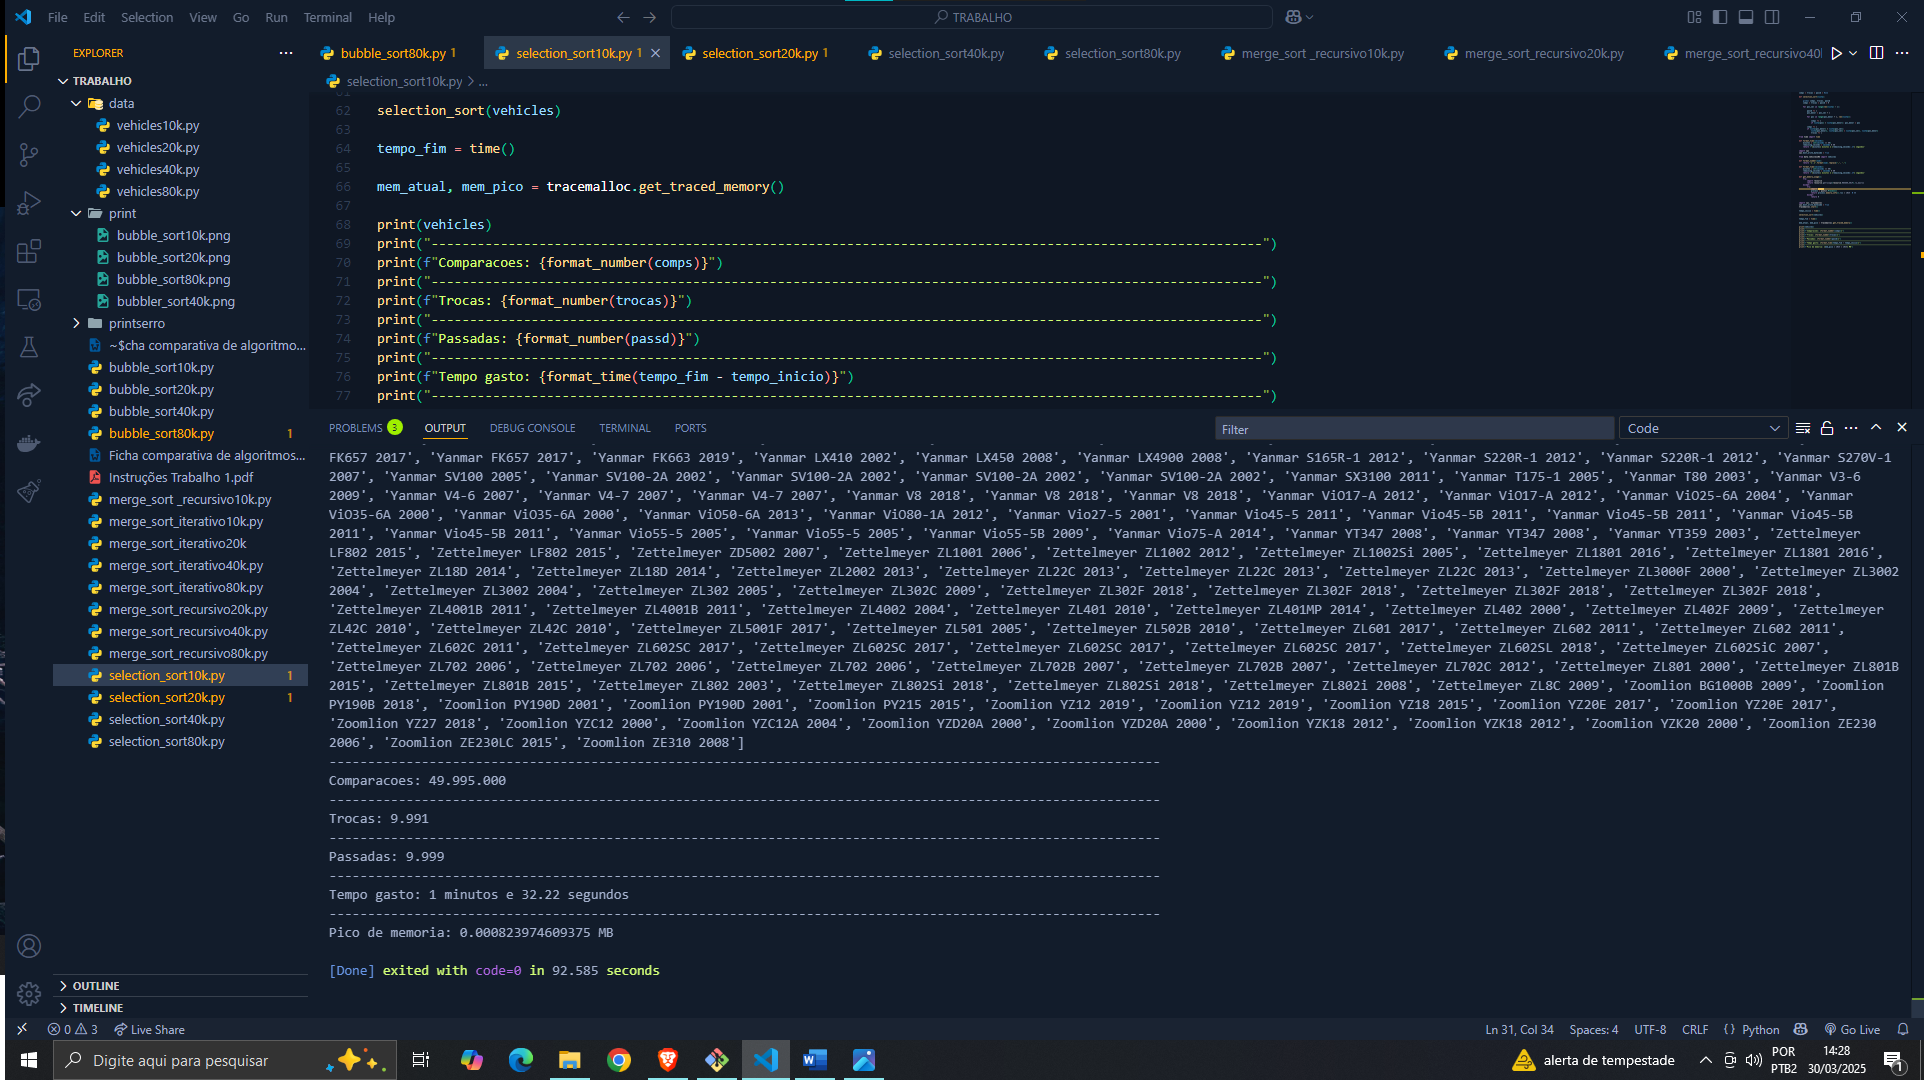 File Edit Selection View Go Run Terminal Help
TRABALHO
EXPLORER
bubble_sort80k.py 1
selection_sort10k.py 1
selection_sort20k.py 1
selection_sort40k.py
selection_sort80k.py
merge_sort _recursivo10k.py
merge_sort_recursivo20k.py
merge_sort_recursivo40l
TRABALHO
data
vehicles10k.py
vehicles20k.py
vehicles40k.py
vehicles80k.py
print
bubble_sort10k.png
bubble_sort20k.png
bubble_sort80k.png
bubbler_sort40k.png
printserro
~$cha comparativa de algoritmo...
bubble_sort10k.py
bubble_sort20k.py
bubble_sort40k.py
bubble_sort80k.py 1
Ficha comparativa de algoritmos...
Instruções Trabalho 1.pdf
merge_sort _recursivo10k.py
merge_sort_iterativo10k.py
merge_sort_iterativo20k
merge_sort_iterativo40k.py
merge_sort_iterativo80k.py
merge_sort_recursivo20k.py
merge_sort_recursivo40k.py
merge_sort_recursivo80k.py
selection_sort10k.py 1
selection_sort20k.py 1
selection_sort40k.py
selection_sort80k.py
OUTLINE
TIMELINE
selection_sort10k.py > ...
61
62 selection_sort(vehicles)
63
64 tempo_fim = time()
65
66 mem_atual, mem_pico = tracemalloc.get_traced_memory()
67
68 print(vehicles)
69 print("------------------------------------------------------------------------------------------------------------")
70 print(f"Comparacoes: {format_number(comps)}")
71 print("------------------------------------------------------------------------------------------------------------")
72 print(f"Trocas: {format_number(trocas)}")
73 print("------------------------------------------------------------------------------------------------------------")
74 print(f"Passadas: {format_number(passd)}")
75 print("------------------------------------------------------------------------------------------------------------")
76 print(f"Tempo gasto: {format_time(tempo_fim - tempo_inicio)}")
77 print("------------------------------------------------------------------------------------------------------------")
PROBLEMS 3 OUTPUT DEBUG CONSOLE TERMINAL PORTS
Filter
Code
FK657 2017', 'Yanmar FK657 2017', 'Yanmar FK663 2019', 'Yanmar LX410 2002', 'Yanmar LX450 2008', 'Yanmar LX4900 2008', 'Yanmar S165R-1 2012', 'Yanmar S220R-1 2012', 'Yanmar S220R-1 2012', 'Yanmar S270V-1
2007', 'Yanmar SV100 2005', 'Yanmar SV100-2A 2002', 'Yanmar SV100-2A 2002', 'Yanmar SV100-2A 2002', 'Yanmar SV100-2A 2002', 'Yanmar SX3100 2011', 'Yanmar T175-1 2005', 'Yanmar T80 2003', 'Yanmar V3-6
2009', 'Yanmar V4-6 2007', 'Yanmar V4-7 2007', 'Yanmar V4-7 2007', 'Yanmar V8 2018', 'Yanmar V8 2018', 'Yanmar V8 2018', 'Yanmar ViO17-A 2012', 'Yanmar ViO17-A 2012', 'Yanmar ViO25-6A 2004', 'Yanmar
ViO35-6A 2000', 'Yanmar ViO35-6A 2000', 'Yanmar ViO50-6A 2013', 'Yanmar ViO80-1A 2012', 'Yanmar Vio27-5 2001', 'Yanmar Vio45-5 2011', 'Yanmar Vio45-5B 2011', 'Yanmar Vio45-5B 2011', 'Yanmar Vio45-5B
2011', 'Yanmar Vio45-5B 2011', 'Yanmar Vio55-5 2005', 'Yanmar Vio55-5 2005', 'Yanmar Vio55-5B 2009', 'Yanmar Vio75-A 2014', 'Yanmar YT347 2008', 'Yanmar YT347 2008', 'Yanmar YT359 2003', 'Zettelmeyer
LF802 2015', 'Zettelmeyer LF802 2015', 'Zettelmeyer ZD5002 2007', 'Zettelmeyer ZL1001 2006', 'Zettelmeyer ZL1002 2012', 'Zettelmeyer ZL1002Si 2005', 'Zettelmeyer ZL1801 2016', 'Zettelmeyer ZL1801 2016',
'Zettelmeyer ZL18D 2014', 'Zettelmeyer ZL18D 2014', 'Zettelmeyer ZL2002 2013', 'Zettelmeyer ZL22C 2013', 'Zettelmeyer ZL22C 2013', 'Zettelmeyer ZL22C 2013', 'Zettelmeyer ZL3000F 2000', 'Zettelmeyer ZL3002
2004', 'Zettelmeyer ZL3002 2004', 'Zettelmeyer ZL302 2005', 'Zettelmeyer ZL302C 2009', 'Zettelmeyer ZL302F 2018', 'Zettelmeyer ZL302F 2018', 'Zettelmeyer ZL302F 2018', 'Zettelmeyer ZL302F 2018',
'Zettelmeyer ZL4001B 2011', 'Zettelmeyer ZL4001B 2011', 'Zettelmeyer ZL4002 2004', 'Zettelmeyer ZL401 2010', 'Zettelmeyer ZL401MP 2014', 'Zettelmeyer ZL402 2000', 'Zettelmeyer ZL402F 2009', 'Zettelmeyer
ZL42C 2010', 'Zettelmeyer ZL42C 2010', 'Zettelmeyer ZL5001F 2017', 'Zettelmeyer ZL501 2005', 'Zettelmeyer ZL502B 2010', 'Zettelmeyer ZL601 2017', 'Zettelmeyer ZL602 2011', 'Zettelmeyer ZL602 2011',
'Zettelmeyer ZL602C 2011', 'Zettelmeyer ZL602SC 2017', 'Zettelmeyer ZL602SC 2017', 'Zettelmeyer ZL602SC 2017', 'Zettelmeyer ZL602SC 2017', 'Zettelmeyer ZL602SL 2018', 'Zettelmeyer ZL602SiC 2007',
'Zettelmeyer ZL702 2006', 'Zettelmeyer ZL702 2006', 'Zettelmeyer ZL702 2006', 'Zettelmeyer ZL702B 2007', 'Zettelmeyer ZL702B 2007', 'Zettelmeyer ZL702C 2012', 'Zettelmeyer ZL801 2000', 'Zettelmeyer ZL801B
2015', 'Zettelmeyer ZL801B 2015', 'Zettelmeyer ZL802 2003', 'Zettelmeyer ZL802Si 2018', 'Zettelmeyer ZL802Si 2018', 'Zettelmeyer ZL802i 2008', 'Zettelmeyer ZL8C 2009', 'Zoomlion BG1000B 2009', 'Zoomlion
PY190B 2018', 'Zoomlion PY190D 2001', 'Zoomlion PY190D 2001', 'Zoomlion PY215 2015', 'Zoomlion YZ12 2019', 'Zoomlion YZ12 2019', 'Zoomlion YZ18 2015', 'Zoomlion YZ20E 2017', 'Zoomlion YZ20E 2017',
'Zoomlion YZ27 2018', 'Zoomlion YZC12 2000', 'Zoomlion YZC12A 2004', 'Zoomlion YZD20A 2000', 'Zoomlion YZD20A 2000', 'Zoomlion YZK18 2012', 'Zoomlion YZK18 2012', 'Zoomlion YZK20 2000', 'Zoomlion ZE230
2006', 'Zoomlion ZE230LC 2015', 'Zoomlion ZE310 2008']
------------------------------------------------------------------------------------------------------------
Comparacoes: 49.995.000
------------------------------------------------------------------------------------------------------------
Trocas: 9.991
------------------------------------------------------------------------------------------------------------
Passadas: 9.999
------------------------------------------------------------------------------------------------------------
Tempo gasto: 1 minutos e 32.22 segundos
------------------------------------------------------------------------------------------------------------
Pico de memoria: 0.000823974609375 MB
[Done] exited with code=0 in 92.585 seconds
0 3 Live Share
Ln 31, Col 34 Spaces: 4 UTF-8 CRLF {} Python Go Live
Digite aqui para pesquisar
alerta de tempestade
POR
PTB2
14:28
30/03/2025
1